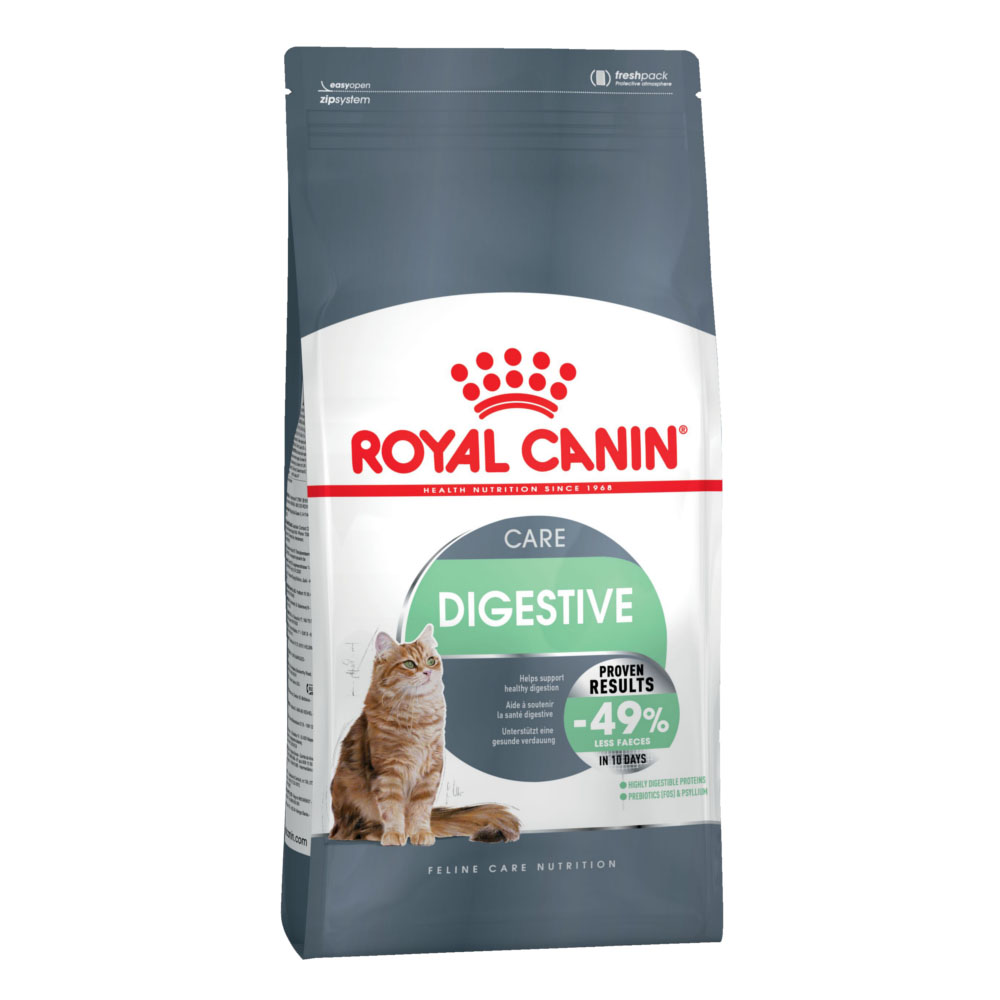 easyopen
zipsystem
freshpack
Protective atmosphere
ROYAL CANIN®
HEALTH NUTRITION SINCE 1968
CARE
DIGESTIVE
Helps support
healthy digestion
Aide à soutenir
la santé digestive
Unterstützt eine
gesunde verdauung
PROVEN
RESULTS
-49%
LESS FAECES
IN 10 DAYS
HIGHLY DIGESTIBLE PROTEINS
PREBIOTICS (FOS) & PSYLLIUM
FELINE CARE NUTRITION